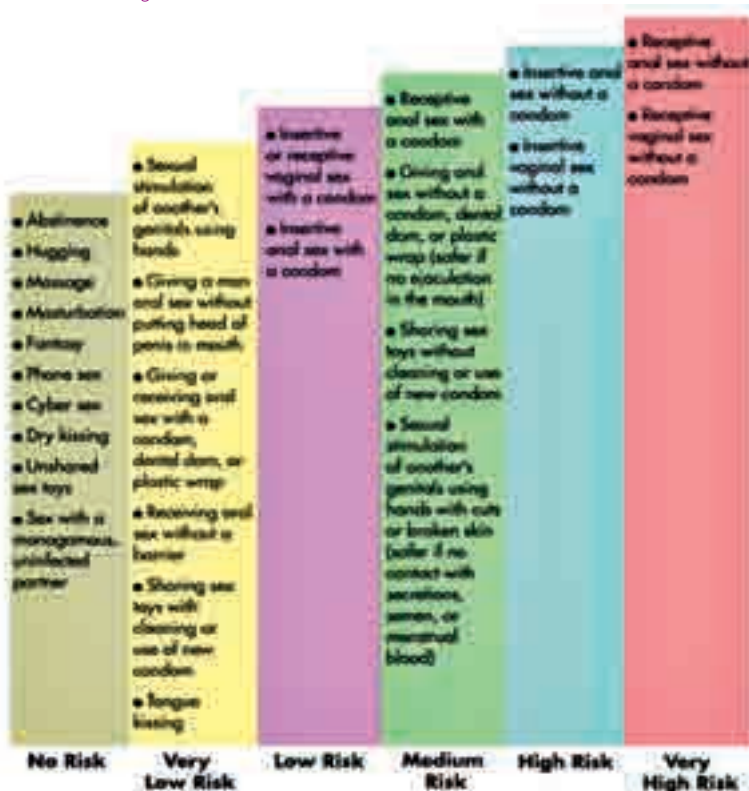 ● Abstinence
● Hugging
● Massage
● Masturbation
● Fantasy
● Phone sex
● Cyber sex
● Dry kissing
● Unshared
sex toys
● Sex with a
monogamous,
uninfected
partner
No Risk
● Sexual
stimulation
of another's
genitals using
hands
● Giving a man
oral sex without
putting head of
penis in mouth
● Giving or
receiving oral
sex with a
condom,
dental dam, or
plastic wrap
● Receiving oral
sex without a
barrier
● Sharing sex
toys with
cleaning or
use of new
condom
● Tongue
kissing
Very
Low Risk
● Insertive
or receptive
vaginal sex
with a condom
● Insertive
anal sex with
a condom
Low Risk
● Receptive
anal sex with
a condom
● Giving oral
sex without a
condom, dental
dam, or plastic
wrap (safer if
no ejaculation
in the mouth)
● Sharing sex
toys without
cleaning or use
of new condom
● Sexual
stimulation
of another's
genitals using
hands with cuts
or broken skin
(safer if no
contact with
secretions,
semen, or
menstrual
blood)
Medium
Risk
● Insertive anal
sex without a
condom
● Insertive
vaginal sex
without a
condom
High Risk
● Receptive
anal sex without
a condom
● Receptive
vaginal sex
without a
condom
Very
High Risk